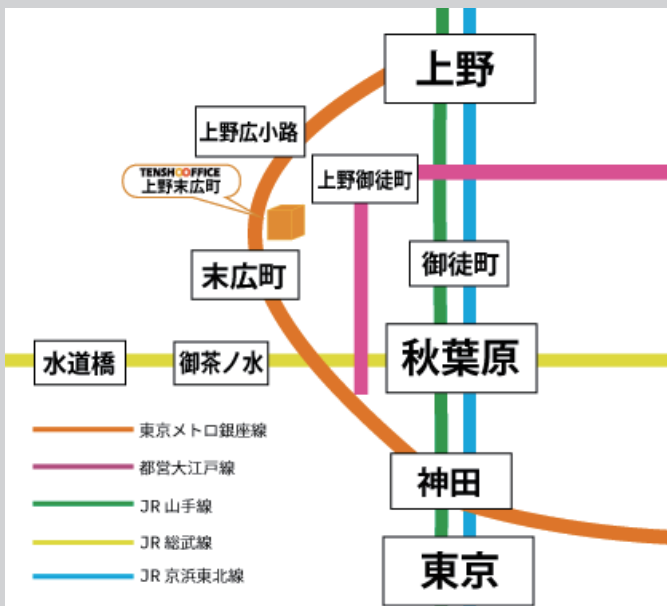 上野
上野広小路
TENSHO OFFICE
上野末広町
上野御徒町
御徒町
末広町
水道橋
御茶ノ水
秋葉原
神田
東京
東京メトロ銀座線
都営大江戸線
JR 山手線
JR 総武線
JR 京浜東北線